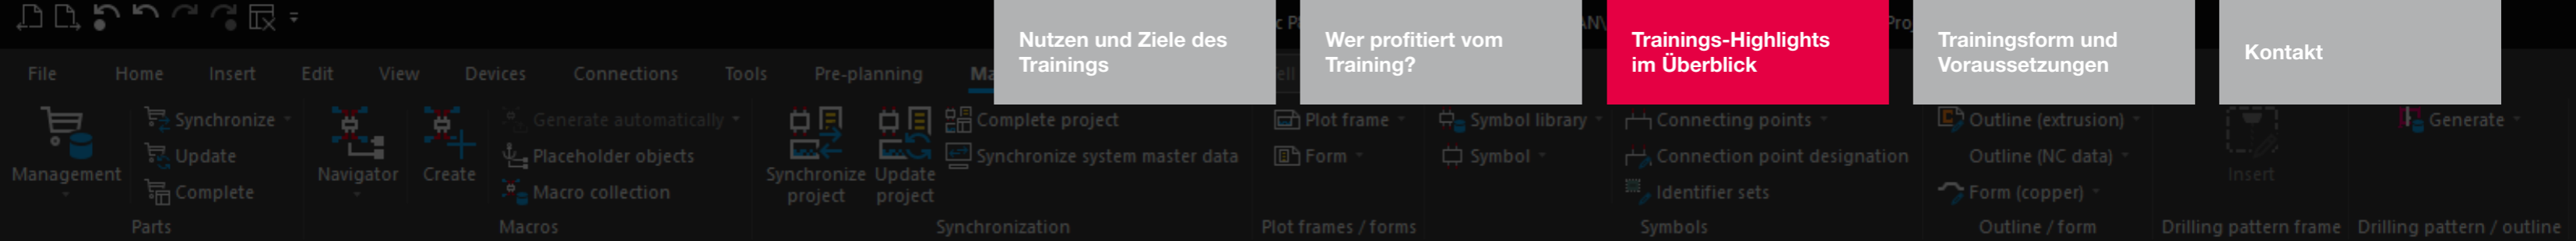 Nutzen und Ziele des
Trainings
Wer profitiert vom
Training?
Trainings-Highlights
im Überblick
Trainingsform und
Voraussetzungen
Kontakt
File Home Insert Edit View Devices Connections Tools Pre-planning
Synchronize Generate automatically Complete project Plot frame Symbol library Connecting points Outline (extrusion) Generate
Update Placeholder objects Synchronize system master data Form Symbol Connection point designation Outline (NC data)
Management Navigator Create Synchronize project Update project Insert
Complete Macro collection Identifier sets Form (copper)
Parts Macros Synchronization Plot frames / forms Symbols Outline / form Drilling pattern frame Drilling pattern / outline